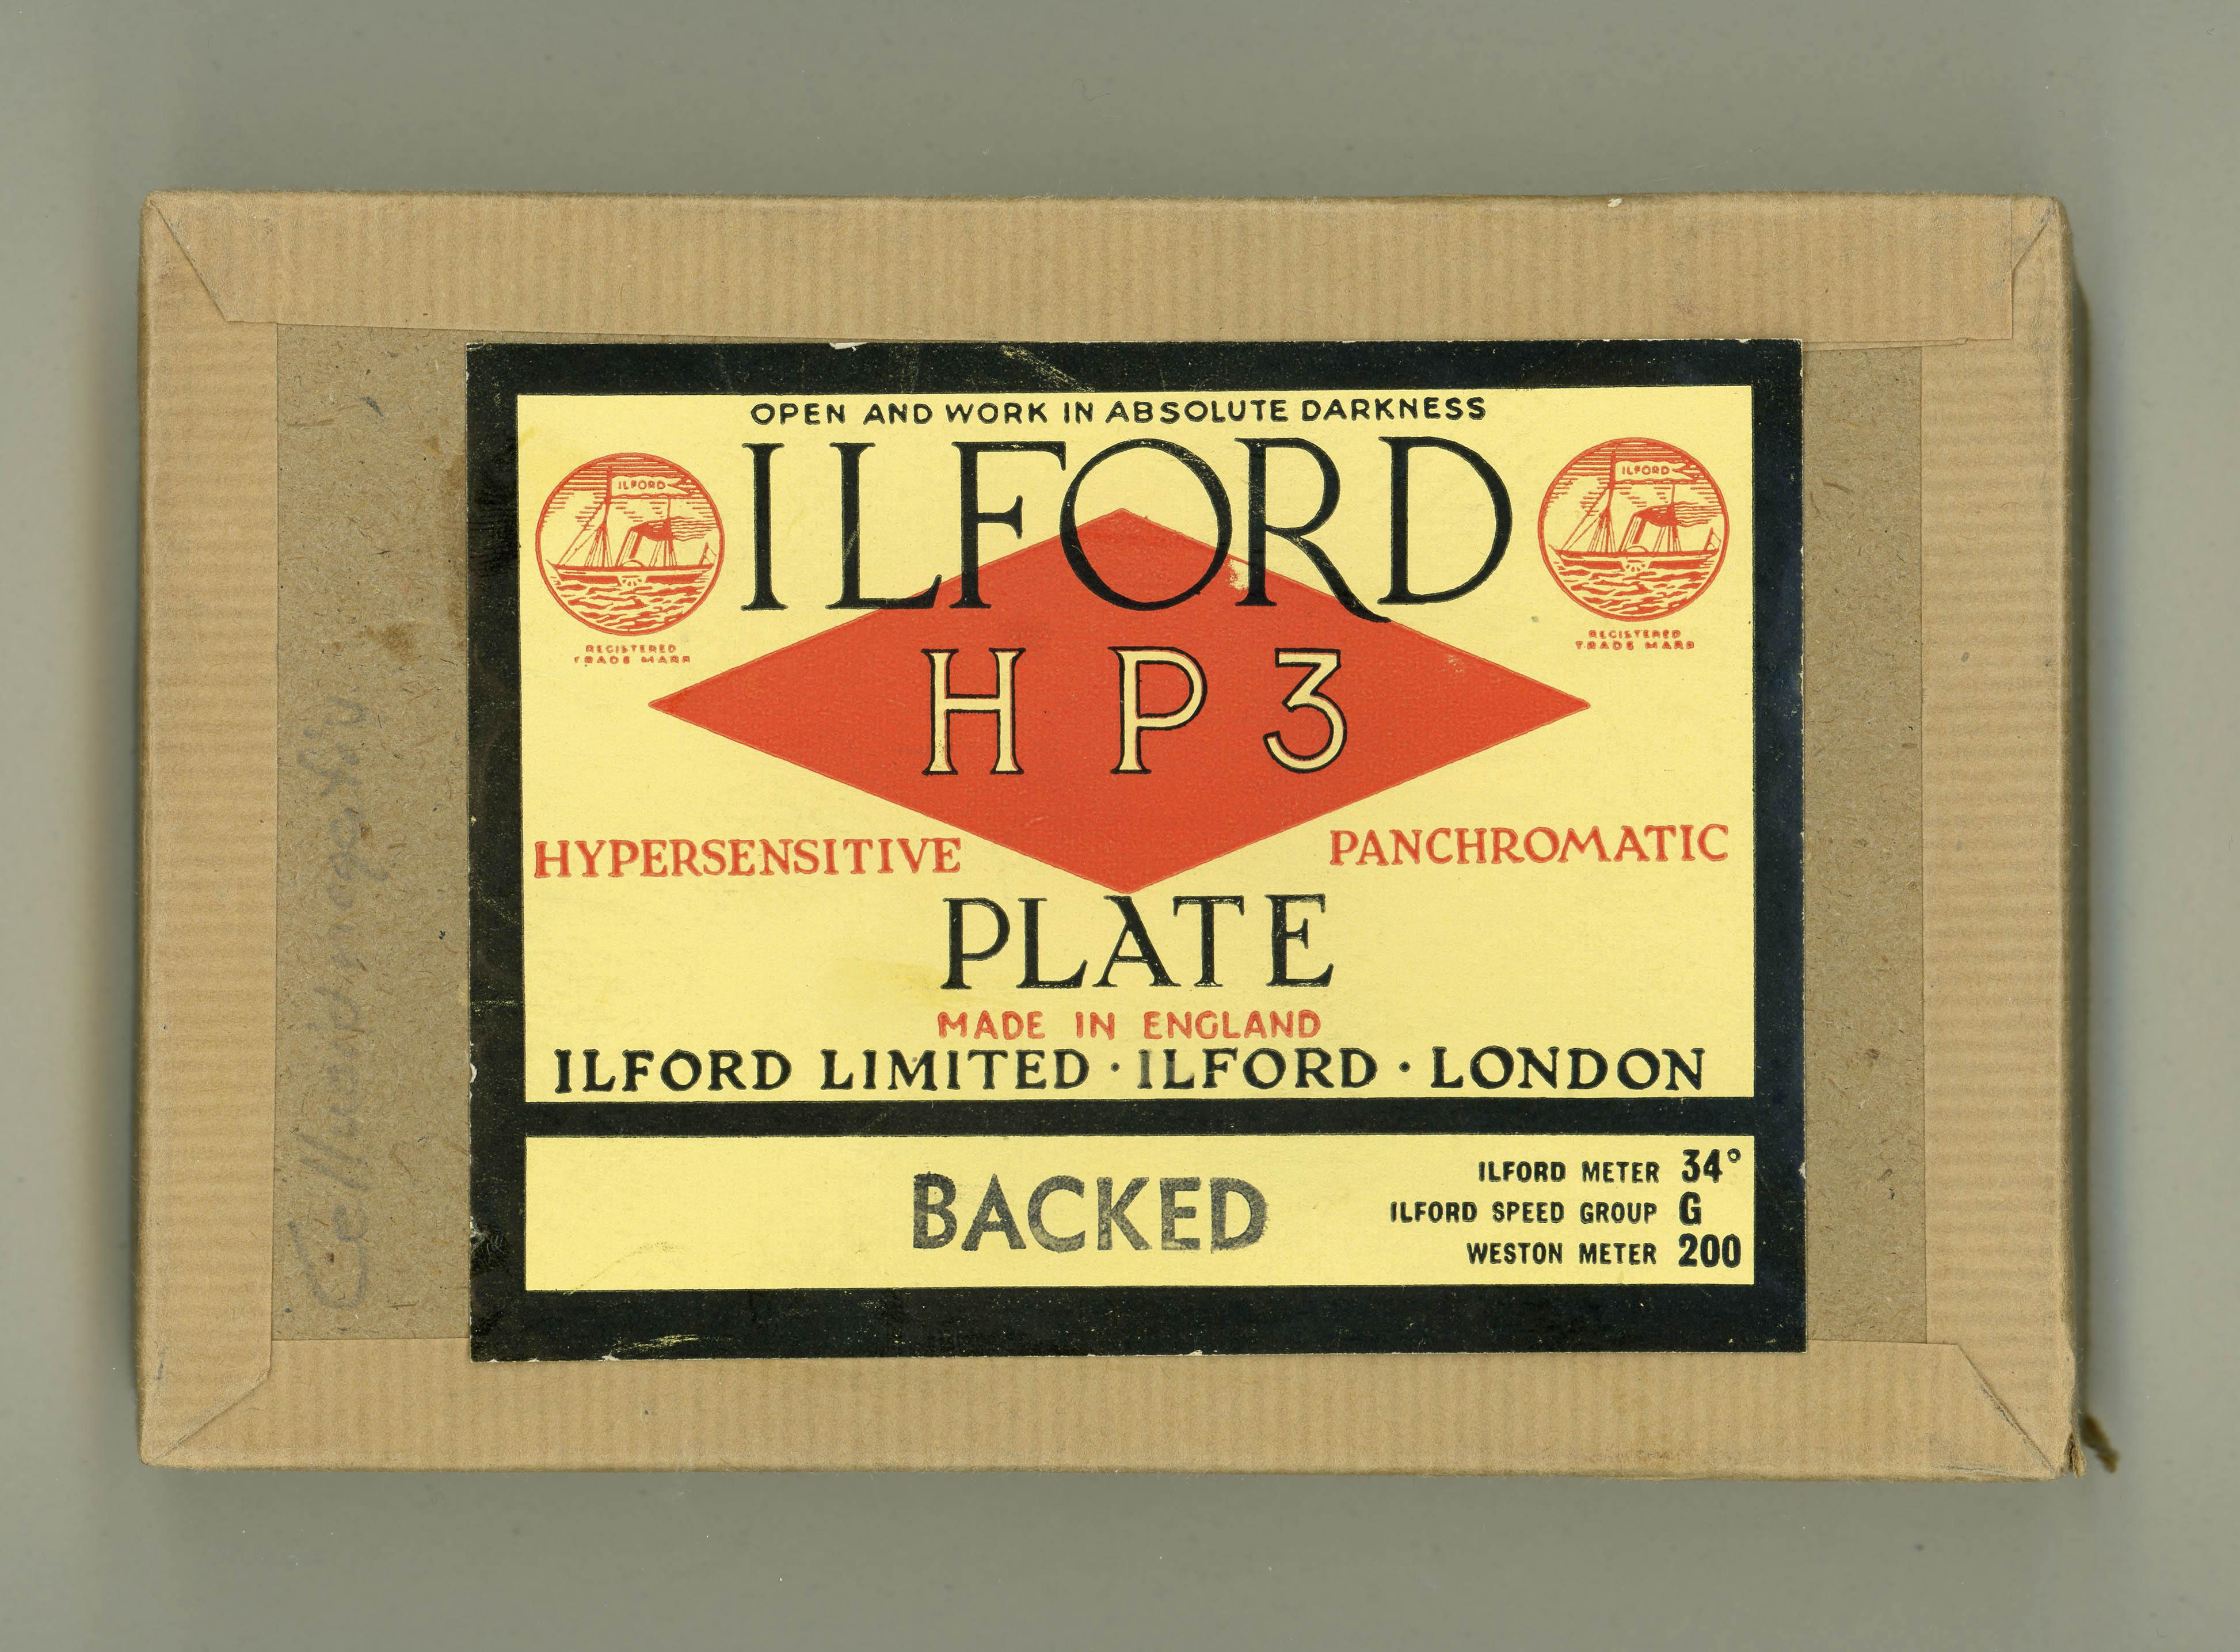 OPEN AND WORK IN ABSOLUTE DARKNESS
ILFORD
ILFORD
ILFORD
REGISTERED
TRADE MARK
REGISTERED
TRADE MARK
H P 3
HYPERSENSITIVE
PANCHROMATIC
PLATE
MADE IN ENGLAND
ILFORD LIMITED · ILFORD · LONDON
BACKED
ILFORD METER 34°
ILFORD SPEED GROUP G
WESTON METER 200